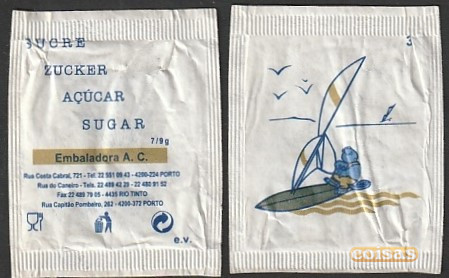 SUCRE
ZUCKER
AÇÚCAR
SUGAR
7/9g
Embaladora A. C.
Rua Costa Cabral, 721 - Tel. 22 551 89 43 - 4200-224 PORTO
Rua do Caneiro - Tels. 22 489 42 29 - 22 480 91 52
Fax 22 489 79 05 - 4435 RIO TINTO
Rua Capitão Pombeiro, 262 - 4200-372 PORTO
e.v.
3
coisas